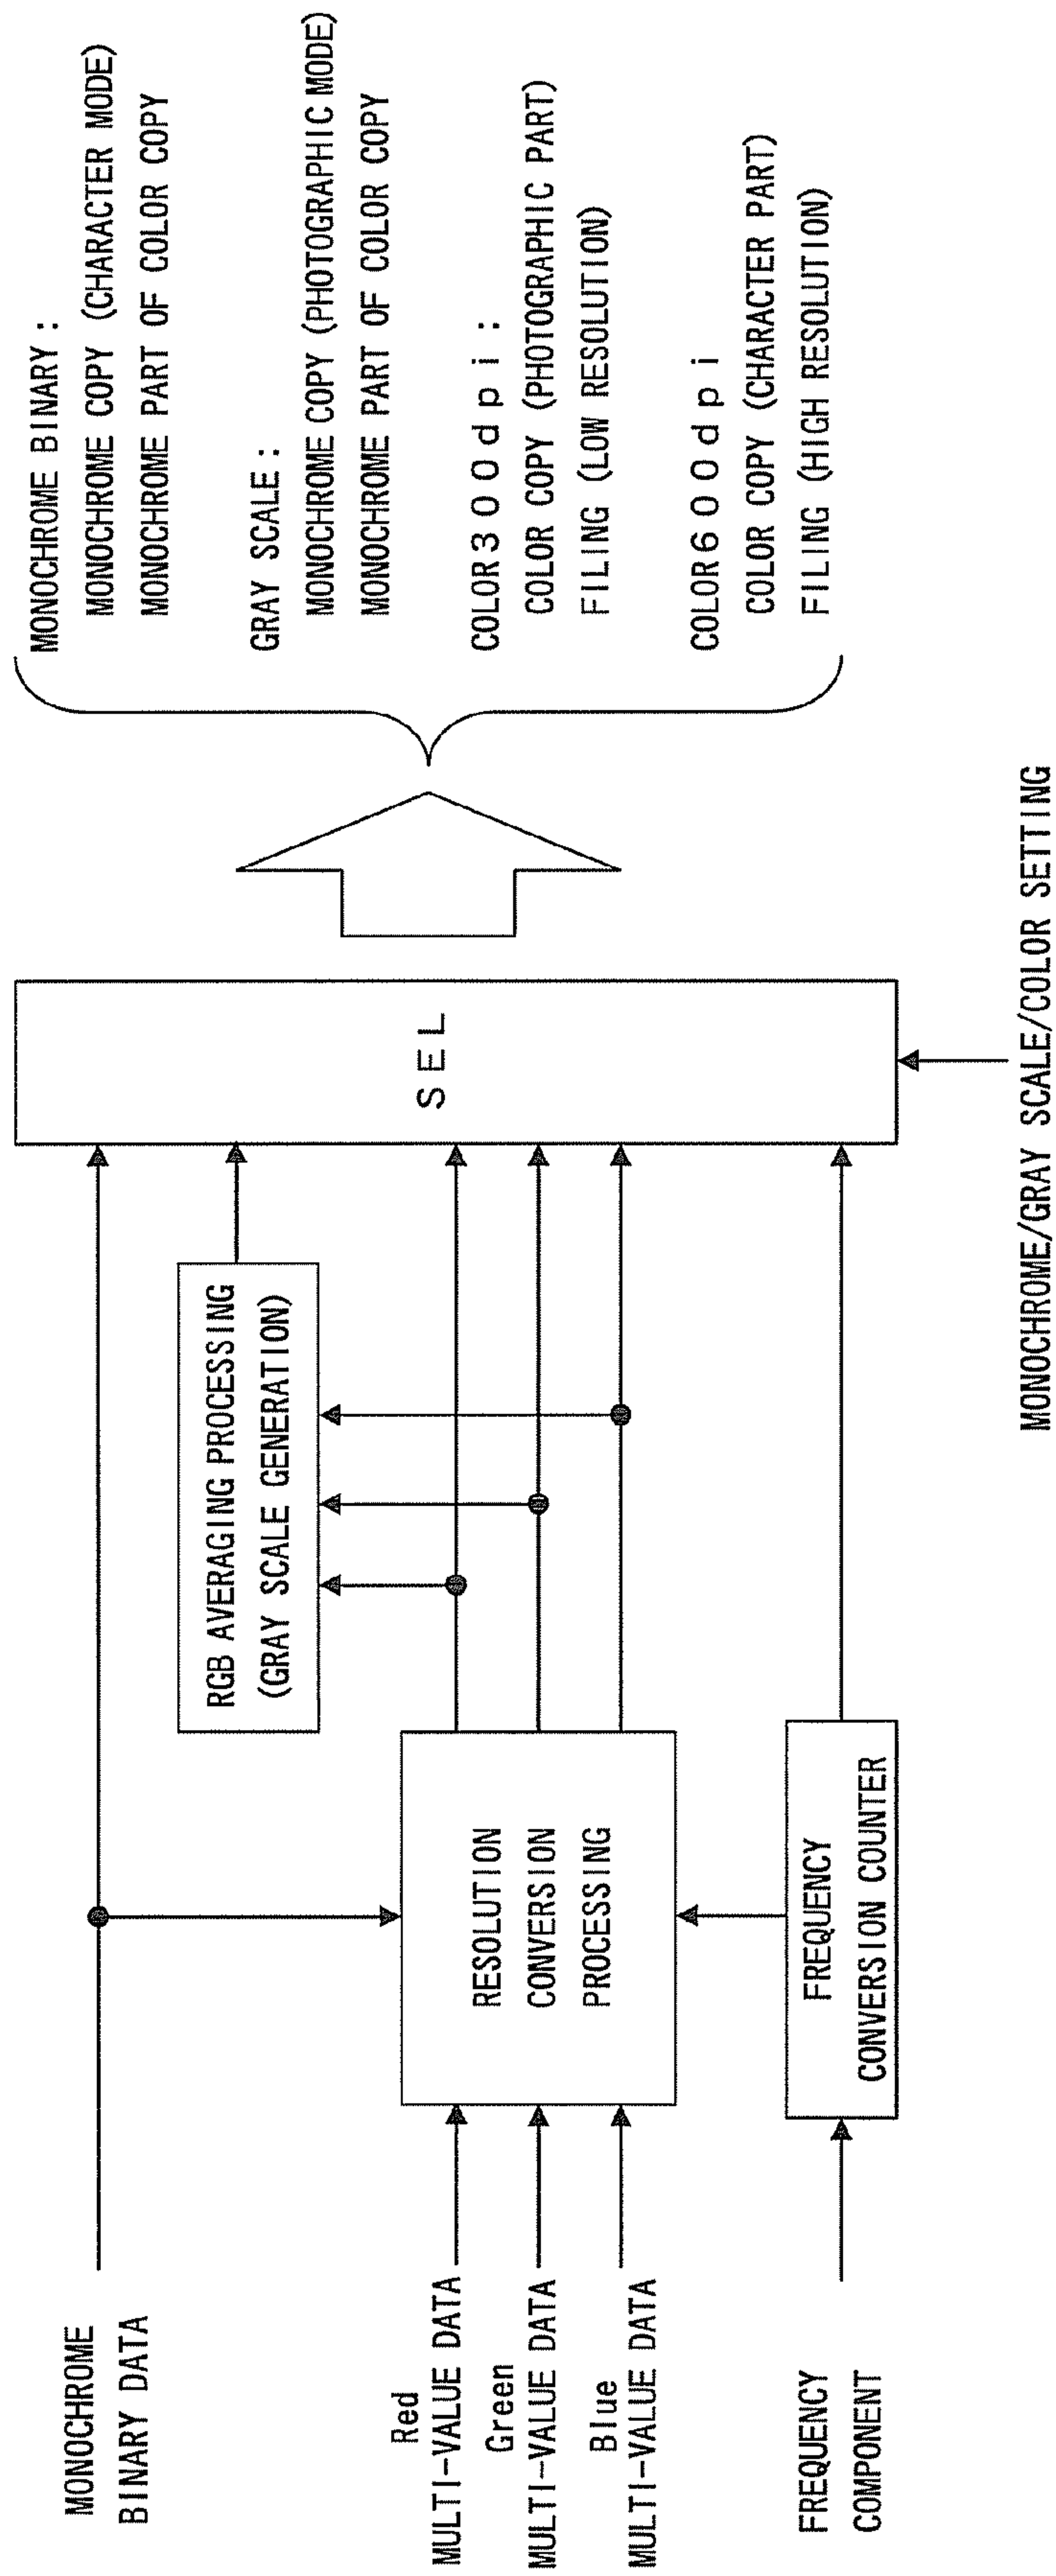 MONOCHROME
BINARY DATA
Red
MULTI-VALUE DATA
Green
MULTI-VALUE DATA
Blue
MULTI-VALUE DATA
FREQUENCY
COMPONENT
RESOLUTION
CONVERSION
PROCESSING
FREQUENCY
CONVERSION COUNTER
RGB AVERAGING PROCESSING
(GRAY SCALE GENERATION)
SEL
MONOCHROME/GRAY SCALE/COLOR SETTING
MONOCHROME BINARY:
MONOCHROME COPY (CHARACTER MODE)
MONOCHROME PART OF COLOR COPY
GRAY SCALE:
MONOCHROME COPY (PHOTOGRAPHIC MODE)
MONOCHROME PART OF COLOR COPY
COLOR300dpi:
COLOR COPY (PHOTOGRAPHIC PART)
FILING (LOW RESOLUTION)
COLOR600dpi
COLOR COPY (CHARACTER PART)
FILING (HIGH RESOLUTION)